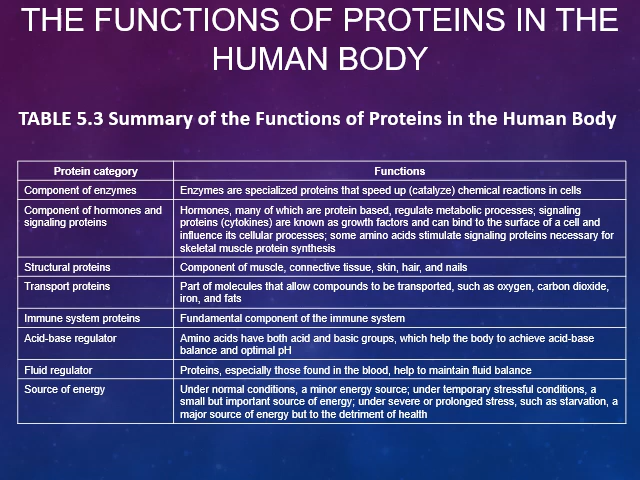 THE FUNCTIONS OF PROTEINS IN THE
HUMAN BODY
TABLE 5.3 Summary of the Functions of Proteins in the Human Body
Protein category
Functions
Component of enzymes
Enzymes are specialized proteins that speed up (catalyze) chemical reactions in cells
Component of hormones and
signaling proteins
Hormones, many of which are protein based, regulate metabolic processes; signaling
proteins (cytokines) are known as growth factors and can bind to the surface of a cell and
influence its cellular processes; some amino acids stimulate signaling proteins necessary for
skeletal muscle protein synthesis
Structural proteins
Component of muscle, connective tissue, skin, hair, and nails
Transport proteins
Part of molecules that allow compounds to be transported, such as oxygen, carbon dioxide,
iron, and fats
Immune system proteins
Fundamental component of the immune system
Acid-base regulator
Amino acids have both acid and basic groups, which help the body to achieve acid-base
balance and optimal pH
Fluid regulator
Proteins, especially those found in the blood, help to maintain fluid balance
Source of energy
Under normal conditions, a minor energy source; under temporary stressful conditions, a
small but important source of energy; under severe or prolonged stress, such as starvation, a
major source of energy but to the detriment of health